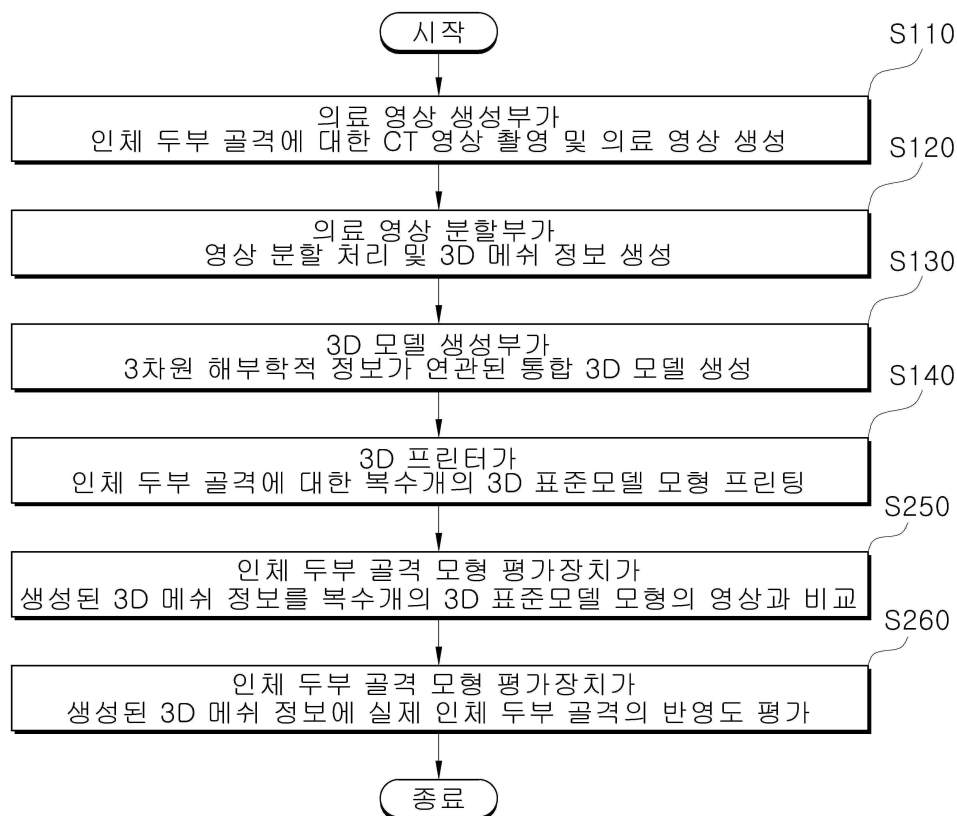 시작
S110
의료 영상 생성부가
인체 두부 골격에 대한 CT 영상 촬영 및 의료 영상 생성
S120
의료 영상 분할부가
영상 분할 처리 및 3D 메쉬 정보 생성
S130
3D 모델 생성부가
3차원 해부학적 정보가 연관된 통합 3D 모델 생성
S140
3D 프린터가
인체 두부 골격에 대한 복수개의 3D 표준모델 모형 프린팅
S250
인체 두부 골격 모형 평가장치가
생성된 3D 메쉬 정보를 복수개의 3D 표준모델 모형의 영상과 비교
S260
인체 두부 골격 모형 평가장치가
생성된 3D 메쉬 정보에 실제 인체 두부 골격의 반영도 평가
종료